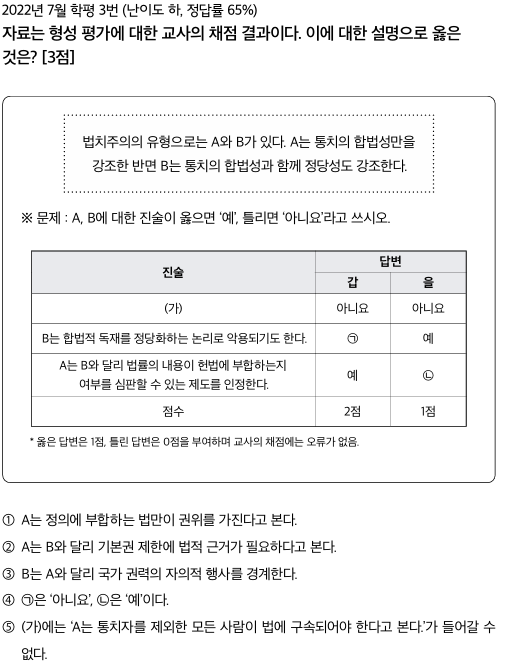 2022년 7월 학평 3번 (난이도 하, 정답률 65%)
자료는 형성 평가에 대한 교사의 채점 결과이다. 이에 대한 설명으로 옳은
것은? [3점]
법치주의의 유형으로는 A와 B가 있다. A는 통치의 합법성만을
강조한 반면 B는 통치의 합법성과 함께 정당성도 강조한다.
※ 문제 : A, B에 대한 진술이 옳으면 '예', 틀리면 '아니요'라고 쓰시오.
진술 답변
갑 을
(가) 아니요 아니요
B는 합법적 독재를 정당화하는 논리로 악용되기도 한다. ㉠ 예
A는 B와 달리 법률의 내용이 헌법에 부합하는지
여부를 심판할 수 있는 제도를 인정한다. 예 ㉡
점수 2점 1점
* 옳은 답변은 1점, 틀린 답변은 0점을 부여하며 교사의 채점에는 오류가 없음.
① A는 정의에 부합하는 법만이 권위를 가진다고 본다.
② A는 B와 달리 기본권 제한에 법적 근거가 필요하다고 본다.
③ B는 A와 달리 국가 권력의 자의적 행사를 경계한다.
④ ㉠은 '아니요', ㉡은 '예'이다.
⑤ (가)에는 'A는 통치자를 제외한 모든 사람이 법에 구속되어야 한다고 본다.'가 들어갈 수
없다.